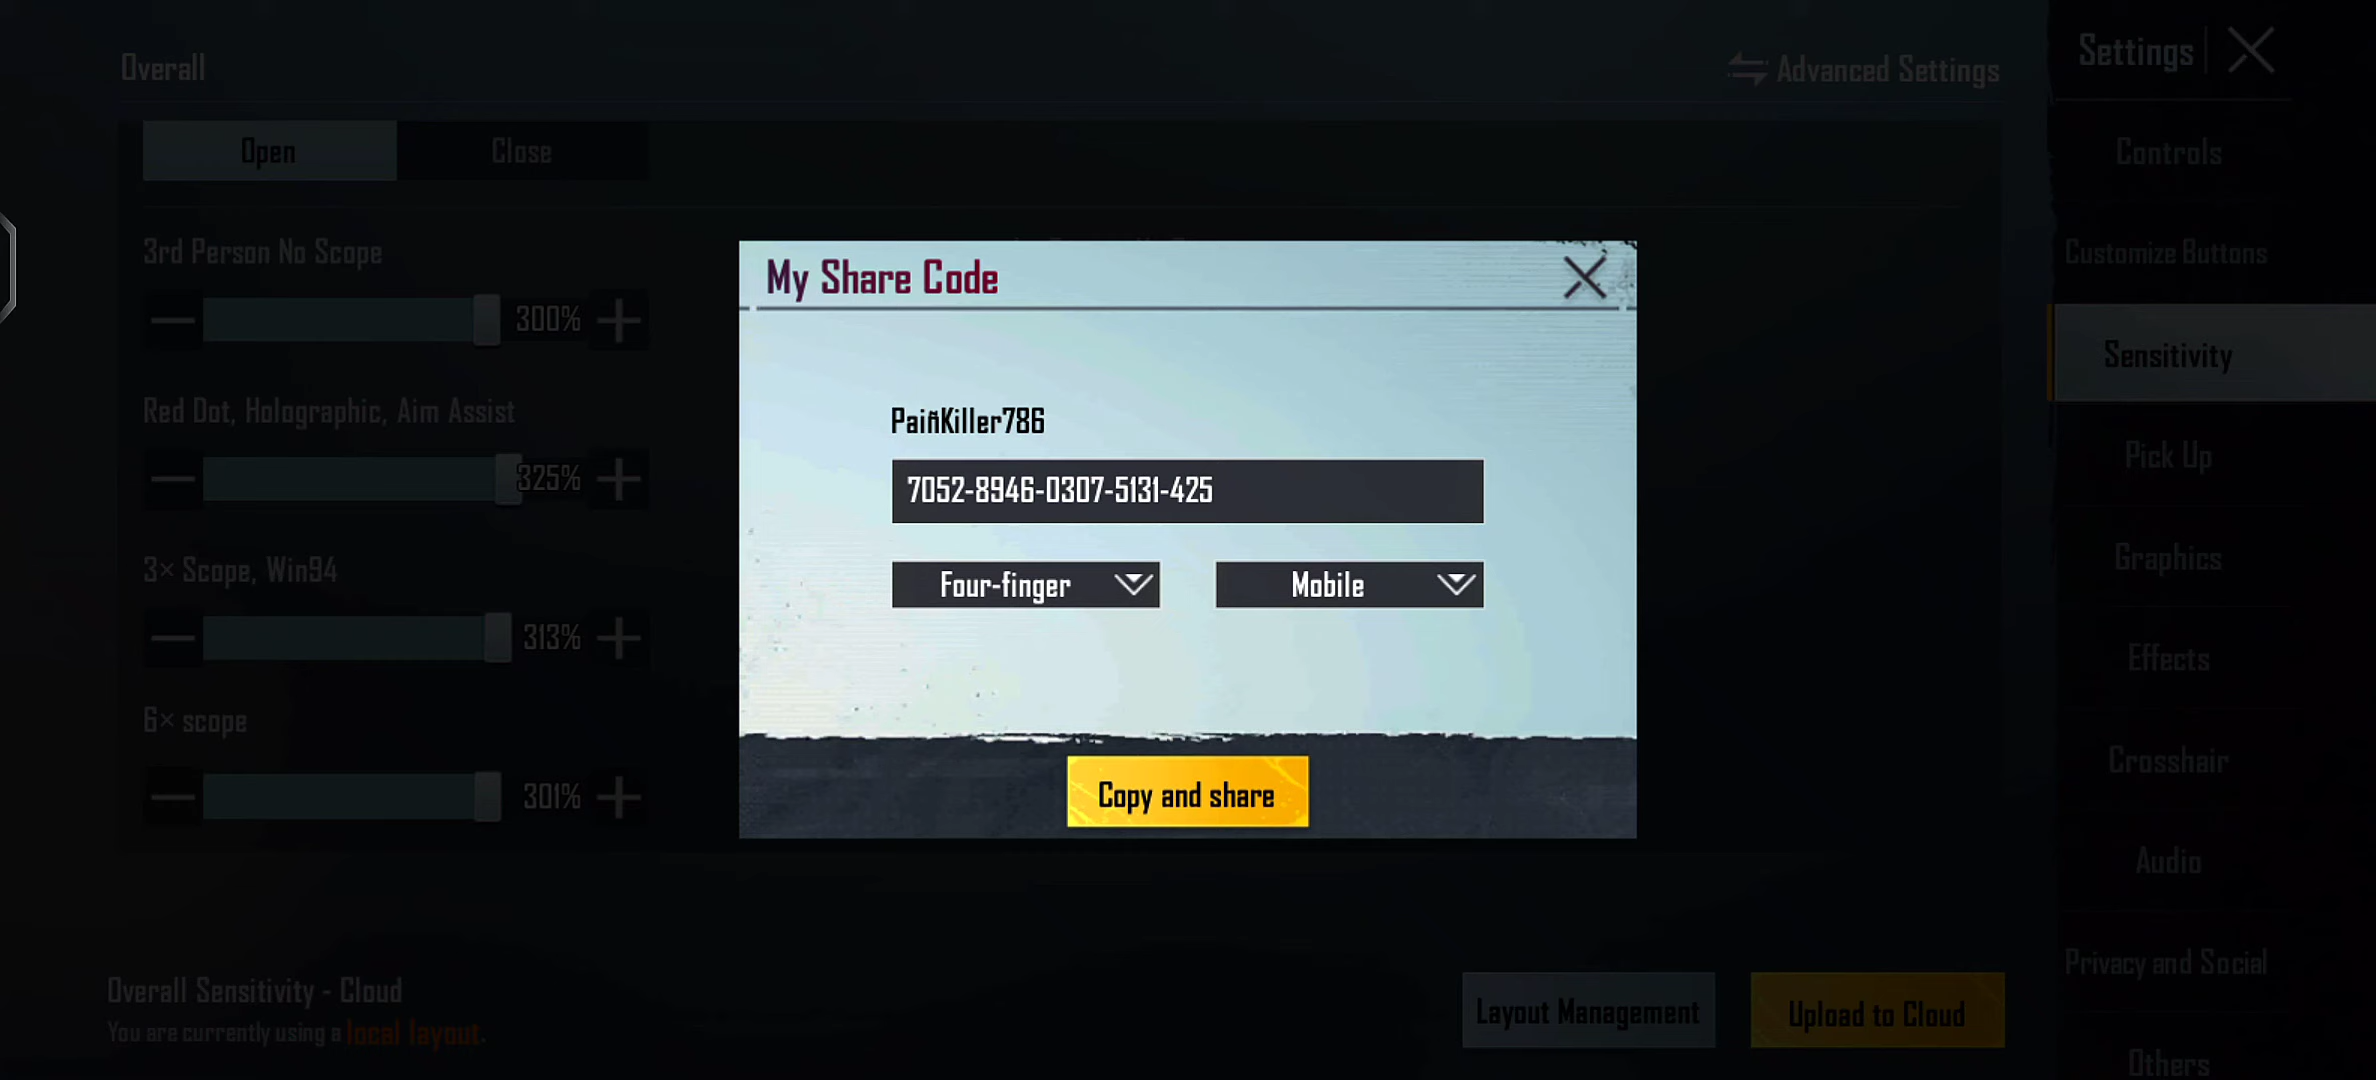 Overall
Advanced Settings
Settings
Open
Close
Controls
3rd Person No Scope
Customize Buttons
My Share Code
300%
Sensitivity
Red Dot, Holographic, Aim Assist
PaiñKiller786
325%
7052-8946-0307-5131-425
Pick Up
3× Scope, Win94
Four-finger
Mobile
Graphics
313%
Effects
6× scope
Crosshair
301%
Copy and share
Audio
Overall Sensitivity - Cloud
Privacy and Social
You are currently using a local layout.
Layout Management
Upload to Cloud
Others